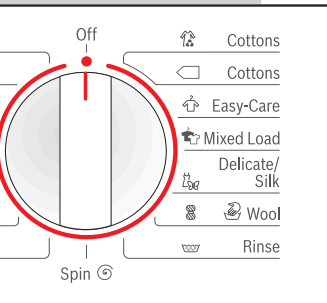 Off
Cottons
Cottons
Easy-Care
Mixed Load
Delicate/
Silk
Wool
Rinse
Spin